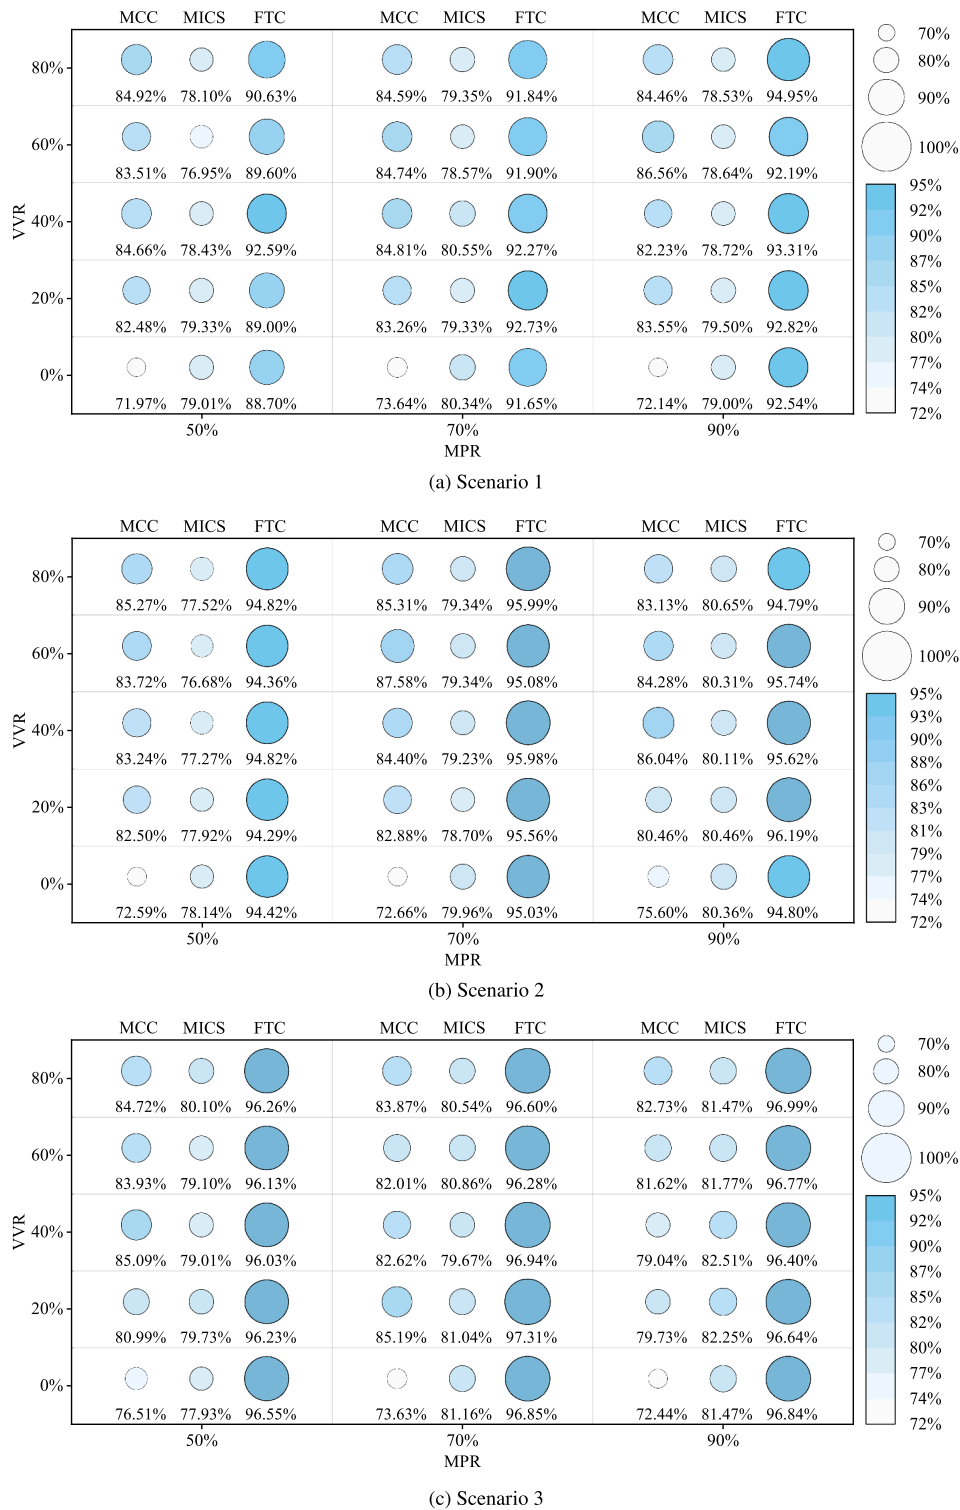 MCC MICS FTC MCC MICS FTC MCC MICS FTC
70%
80%
90%
100%
80%
84.92% 78.10% 90.63% 84.59% 79.35% 91.84% 84.46% 78.53% 94.95%
60%
83.51% 76.95% 89.60% 84.74% 78.57% 91.90% 86.56% 78.64% 92.19%
40%
84.66% 78.43% 92.59% 84.81% 80.55% 92.27% 82.23% 78.72% 93.31%
20%
82.48% 79.33% 89.00% 83.26% 79.33% 92.73% 83.55% 79.50% 92.82%
0%
71.97% 79.01% 88.70% 73.64% 80.34% 91.65% 72.14% 79.00% 92.54%
VVR
95%
92%
90%
87%
85%
82%
80%
77%
74%
72%
50% 70% 90%
MPR
(a) Scenario 1
MCC MICS FTC MCC MICS FTC MCC MICS FTC
70%
80%
90%
100%
80%
85.27% 77.52% 94.82% 85.31% 79.34% 95.99% 83.13% 80.65% 94.79%
60%
83.72% 76.68% 94.36% 87.58% 79.34% 95.08% 84.28% 80.31% 95.74%
40%
83.24% 77.27% 94.82% 84.40% 79.23% 95.98% 86.04% 80.11% 95.62%
20%
82.50% 77.92% 94.29% 82.88% 78.70% 95.56% 80.46% 80.46% 96.19%
0%
72.59% 78.14% 94.42% 72.66% 79.96% 95.03% 75.60% 80.36% 94.80%
VVR
95%
93%
90%
88%
86%
83%
81%
79%
77%
74%
72%
50% 70% 90%
MPR
(b) Scenario 2
MCC MICS FTC MCC MICS FTC MCC MICS FTC
70%
80%
90%
100%
80%
84.72% 80.10% 96.26% 83.87% 80.54% 96.60% 82.73% 81.47% 96.99%
60%
83.93% 79.10% 96.13% 82.01% 80.86% 96.28% 81.62% 81.77% 96.77%
40%
85.09% 79.01% 96.03% 82.62% 79.67% 96.94% 79.04% 82.51% 96.40%
20%
80.99% 79.73% 96.23% 85.19% 81.04% 97.31% 79.73% 82.25% 96.64%
0%
76.51% 77.93% 96.55% 73.63% 81.16% 96.85% 72.44% 81.47% 96.84%
VVR
95%
92%
90%
87%
85%
82%
80%
77%
74%
72%
50% 70% 90%
MPR
(c) Scenario 3